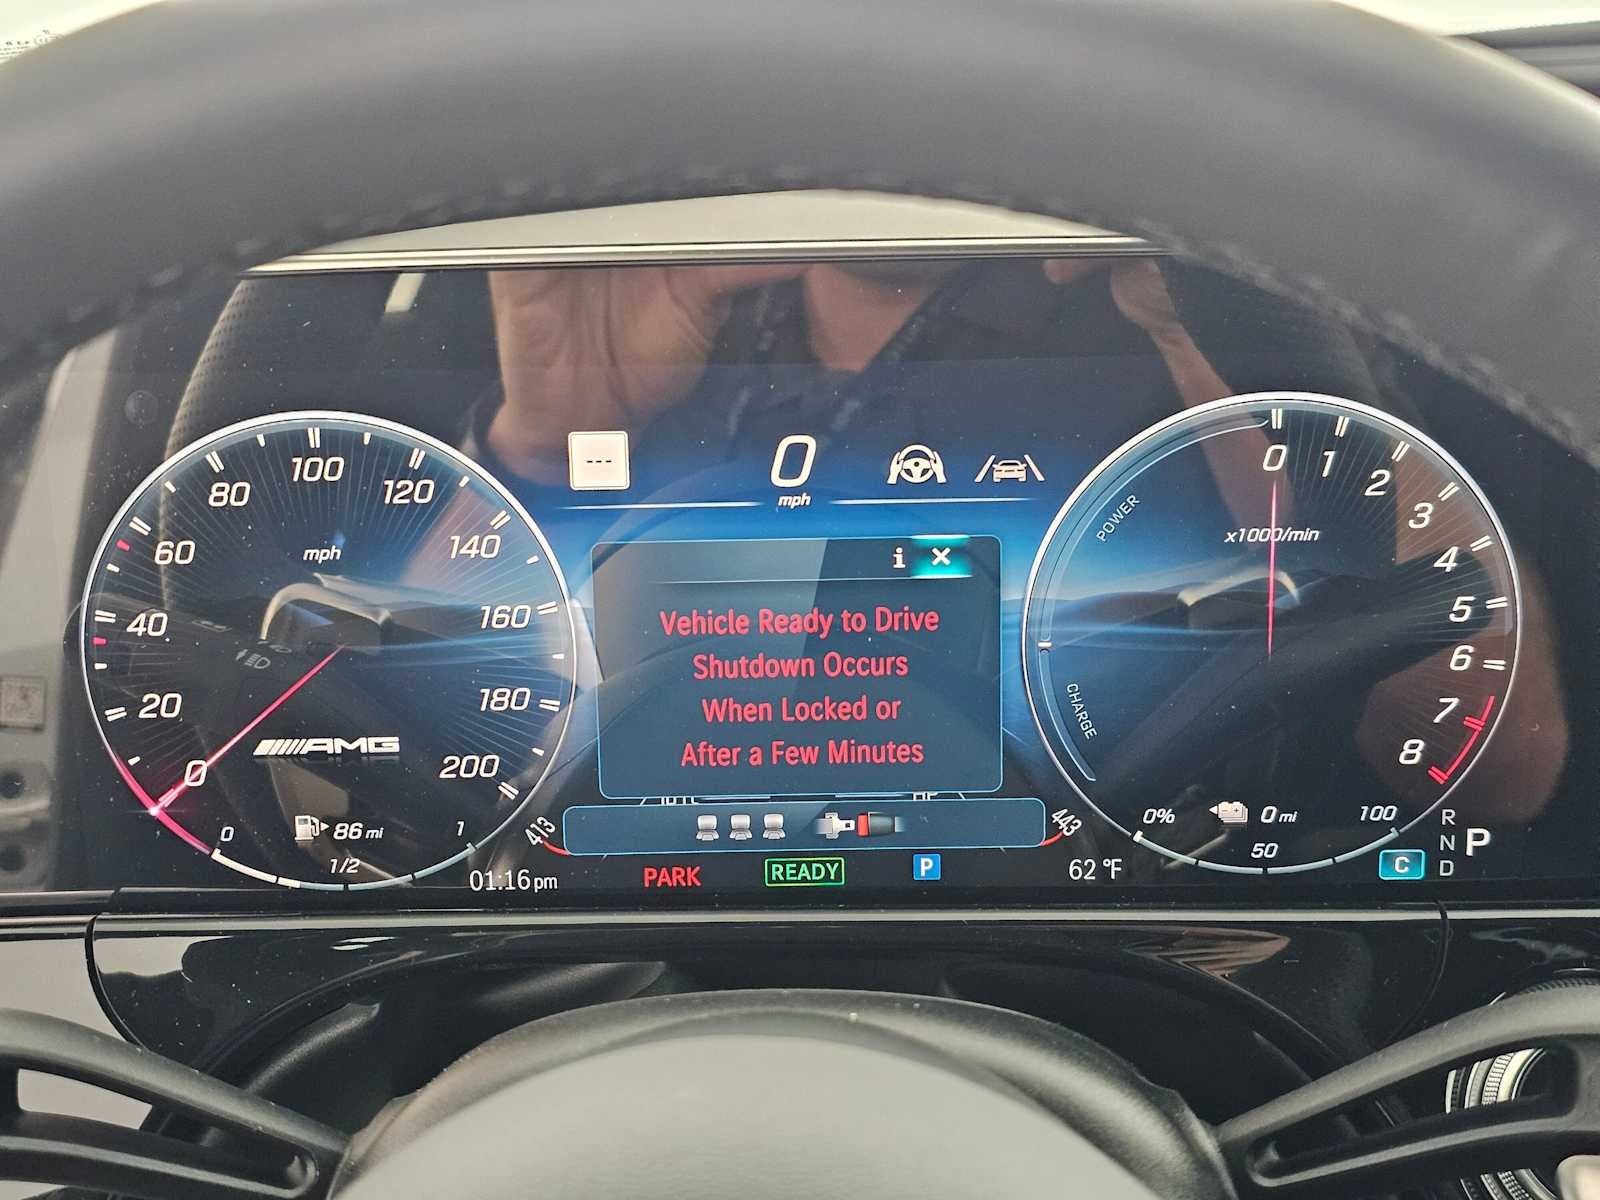 ---
0
mph
i ×
Vehicle Ready to Drive
Shutdown Occurs
When Locked or
After a Few Minutes
0
20
40
60
80
100
120
140
160
180
200
mph
AMG
0
86 mi
1/2
1
01:16 pm
413
443
PARK
READY
P
62 °F
0
1
2
3
4
5
6
7
8
x1000/min
POWER
CHARGE
0%
0 mi
50
100
C
R
N
D
P